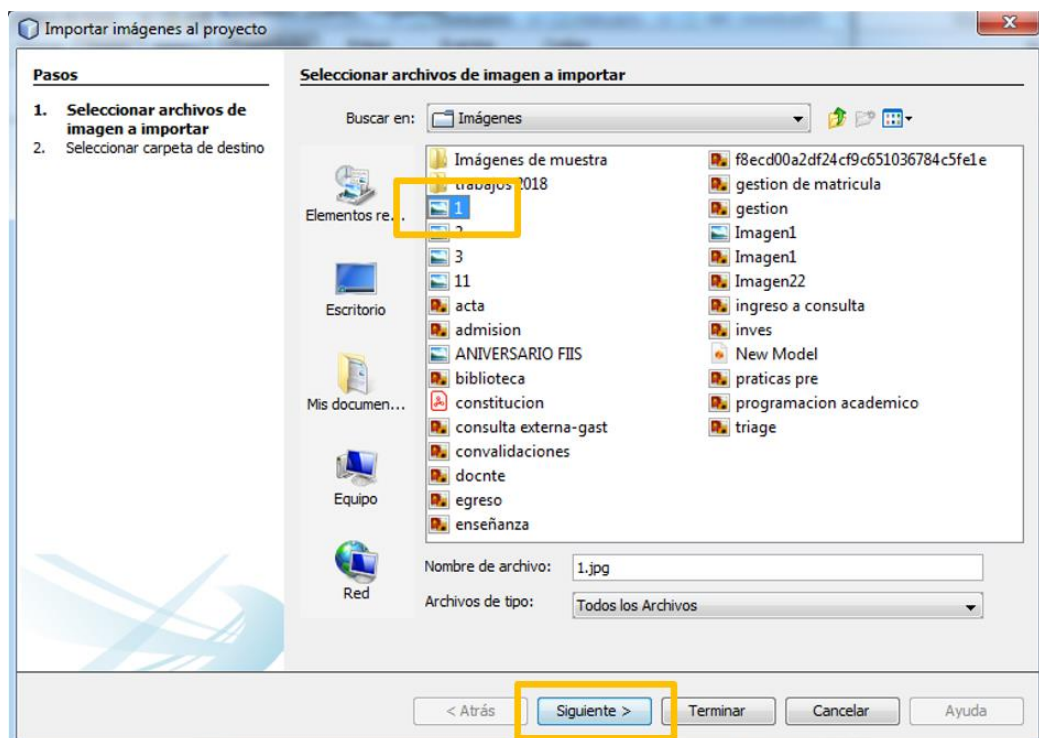 Importar imágenes al proyecto
X
Pasos
1. Seleccionar archivos de
imagen a importar
2. Seleccionar carpeta de destino
Seleccionar archivos de imagen a importar
Buscar en:
Imágenes
Elementos re...
Escritorio
Mis documen...
Equipo
Red
Imágenes de muestra
trabajos 2018
1
2
3
11
acta
admision
ANIVERSARIO FIIS
biblioteca
constitucion
consulta externa-gast
convalidaciones
docnte
egreso
enseñanza
f8ecd00a2df24cf9c651036784c5fe1e
gestion de matricula
gestion
Imagen1
Imagen1
Imagen22
ingreso a consulta
inves
New Model
praticas pre
programacion academico
triage
Nombre de archivo: 1.jpg
Archivos de tipo: Todos los Archivos
< Atrás Siguiente > Terminar Cancelar Ayuda